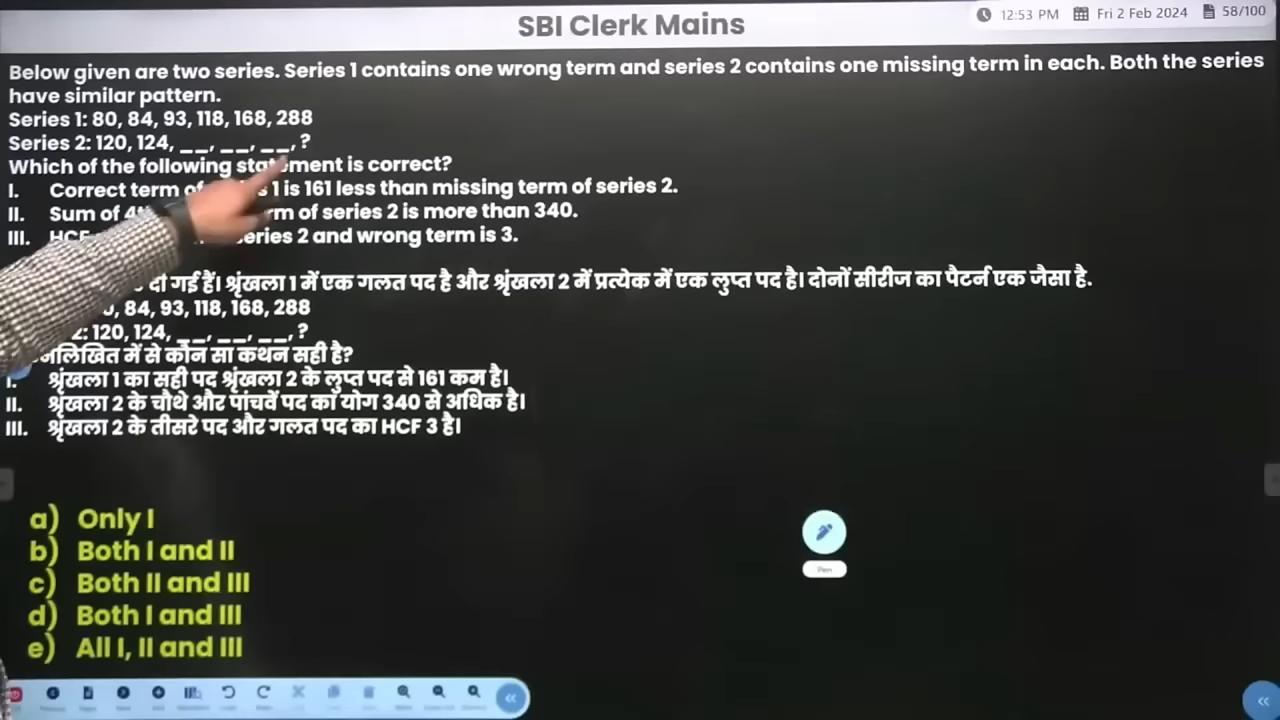 SBI Clerk Mains
12:53 PM Fri 2 Feb 2024 58/100
Below given are two series. Series 1 contains one wrong term and series 2 contains one missing term in each. Both the series
have similar pattern.
Series 1: 80, 84, 93, 118, 168, 288
Series 2: 120, 124, __, __, __, ?
Which of the following statement is correct?
I. Correct term of 1 is 161 less than missing term of series 2.
II. Sum of of series 2 is more than 340.
III. HCF 2 and wrong term is 3.
दी गई हैं। श्रृंखला 1 में एक गलत पद है और श्रृंखला 2 में प्रत्येक में एक लुप्त पद है। दोनों सीरीज का पैटर्न एक जैसा है.
84, 93, 118, 168, 288
2: 120, 124, __, __, __, ?
में से कौन सा कथन सही है?
I. श्रृंखला 1 का सही पद श्रृंखला 2 के लुप्त पद से 161 कम है।
II. श्रृंखला 2 के चौथे और पांचवें पद का योग 340 से अधिक है।
III. श्रृंखला 2 के तीसरे पद और गलत पद का HCF 3 है।
a) Only I
b) Both I and II
c) Both II and III
d) Both I and III
e) All I, II and III
Pen